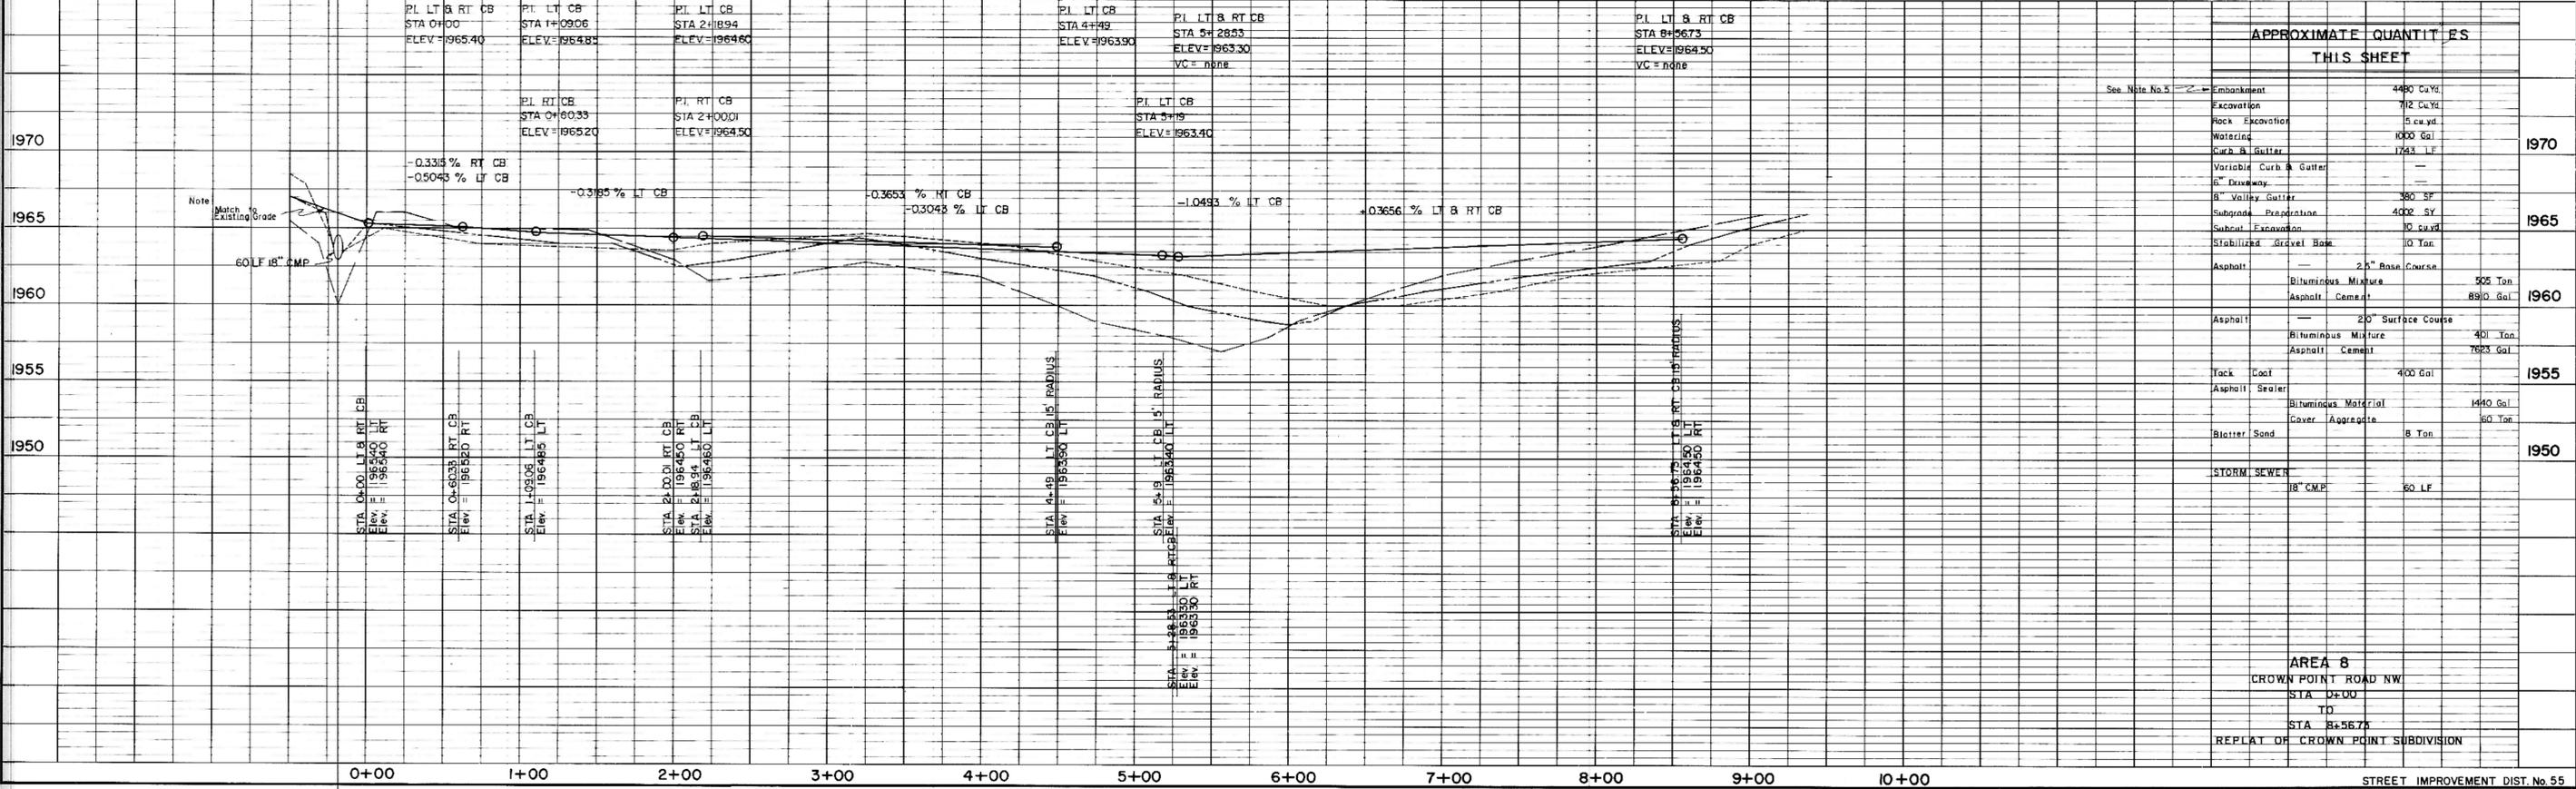 P.I. LT & RT CB
STA 0+00
ELEV.=1965.40
P.I. LT CB
STA 1+09.06
ELEV.=1964.85
P.I. LT CB
STA 2+18.94
ELEV.=1964.60
P.I. LT CB
STA 4+49
ELEV.=1963.90
P.I. LT & RT CB
STA 5+28.53
ELEV.=1963.30
VC = none
P.I. LT & RT CB
STA 8+56.73
ELEV.=1964.50
VC = none
P.I. RT CB
STA 0+60.33
ELEV.=1965.20
P.I. RT CB
STA 2+00.01
ELEV.=1964.50
P.I. LT CB
STA 5+19
ELEV.=1963.40
-0.3315 % RT CB
-0.5043 % LT CB
-0.3185 % LT CB
-0.3653 % RT CB
-0.3043 % LT CB
-1.0493 % LT CB
+0.3656 % LT & RT CB
Note
Match to
Existing Grade
60 LF 18" CMP
1970
1965
1960
1955
1950
STA 0+00 LT & RT CB
Elev. = 1965.40 LT
Elev. = 1965.40 RT
STA 0+60.33 RT CB
Elev. = 1965.20 RT
STA 1+09.06 LT CB
Elev. = 1964.85 LT
STA 2+00.01 RT CB
Elev. = 1964.50 RT
STA 2+18.94 LT CB
Elev. = 1964.60 LT
STA 4+49 LT CB 15' RADIUS
Elev = 1963.90 LT
STA 5+19 LT CB 5' RADIUS
Elev = 1963.40 LT
STA 5+28.53 LT & RT CB
Elev. = 1963.30 LT
Elev. = 1963.30 RT
STA 8+56.73 LT & RT CB 15' RADIUS
Elev. = 1964.50 LT
Elev. = 1964.50 RT
0+00 1+00 2+00 3+00 4+00 5+00 6+00 7+00 8+00 9+00 10+00
APPROXIMATE QUANTITIES
THIS SHEET
See Note No.5
Embankment 4480 Cu.Yd.
Excavation 712 Cu.Yd.
Rock Excavation 5 cu.yd.
Watering 1000 Gal
Curb & Gutter 1743 LF
Variable Curb & Gutter —
6" Driveway —
8" Valley Gutter 380 SF
Subgrade Preparation 4002 SY
Subcut Excavation 10 cu.yd.
Stabilized Gravel Base 10 Ton
Asphalt — 2.5" Base Course
Bituminous Mixture 505 Ton
Asphalt Cement 8910 Gal
Asphalt — 2.0" Surface Course
Bituminous Mixture 401 Ton
Asphalt Cement 7623 Gal
Tack Coat 400 Gal
Asphalt Sealer
Bituminous Material 1440 Gal
Cover Aggregate 60 Ton
Blotter Sand 8 Ton
STORM SEWER
18" C.M.P. 60 LF
1970
1965
1960
1955
1950
AREA 8
CROWN POINT ROAD NW
STA 0+00
TO
STA 8+56.73
REPLAT OF CROWN POINT SUBDIVISION
STREET IMPROVEMENT DIST. No. 55